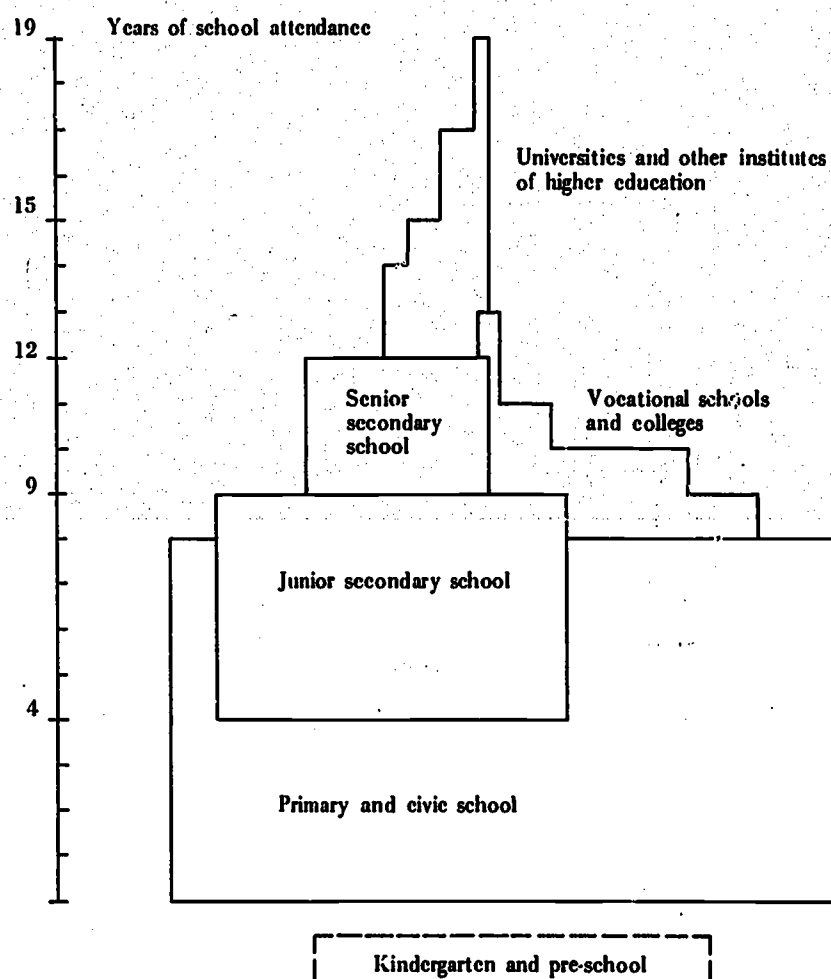 19 Years of school attendance
Universities and other institutes
of higher education
15
12
Senior
secondary
school
Vocational schools
and colleges
9
Junior secondary school
4
Primary and civic school
Kindergarten and pre-school